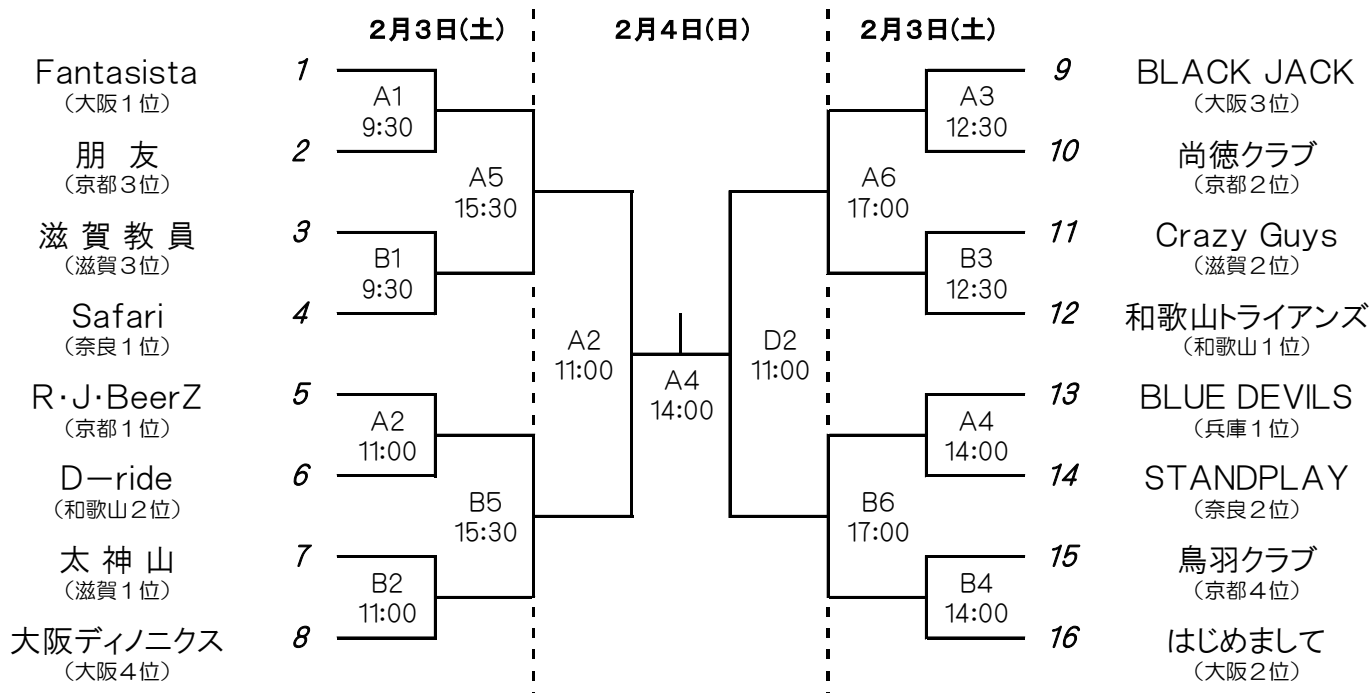 2月3日(土)
2月4日(日)
2月3日(土)
Fantasista
(大阪1位)
1
朋 友
(京都3位)
2
滋 賀 教 員
(滋賀3位)
3
Safari
(奈良1位)
4
R・J・BeerZ
(京都1位)
5
D－ride
(和歌山2位)
6
太 神 山
(滋賀1位)
7
大阪ディノニクス
(大阪4位)
8
A1
9:30
B1
9:30
A2
11:00
B2
11:00
A5
15:30
B5
15:30
A2
11:00
A4
14:00
D2
11:00
A6
17:00
B6
17:00
A3
12:30
B3
12:30
A4
14:00
B4
14:00
9
BLACK JACK
(大阪3位)
10
尚徳クラブ
(京都2位)
11
Crazy Guys
(滋賀2位)
12
和歌山トライアンズ
(和歌山1位)
13
BLUE DEVILS
(兵庫1位)
14
STANDPLAY
(奈良2位)
15
鳥羽クラブ
(京都4位)
16
はじめまして
(大阪2位)